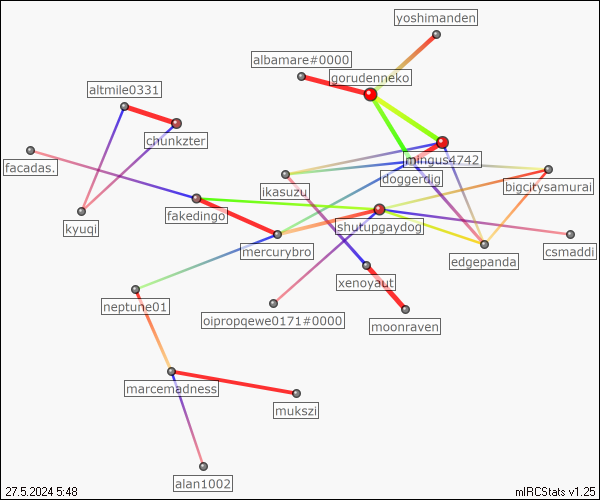 yoshimanden
albamare#0000
gorudenneko
altmile0331
chunkzter
mingus4742
facadas.
doggerdig
bigcitysamurai
ikasuzu
kyuqi
fakedingo
shutupgaydog
mercurybro
csmaddi
edgepanda
xenoyaut
neptune01
oipropqewe0171#0000
moonraven
marcemadness
mukszi
alan1002
27.5.2024 5:48
mIRCStats v1.25